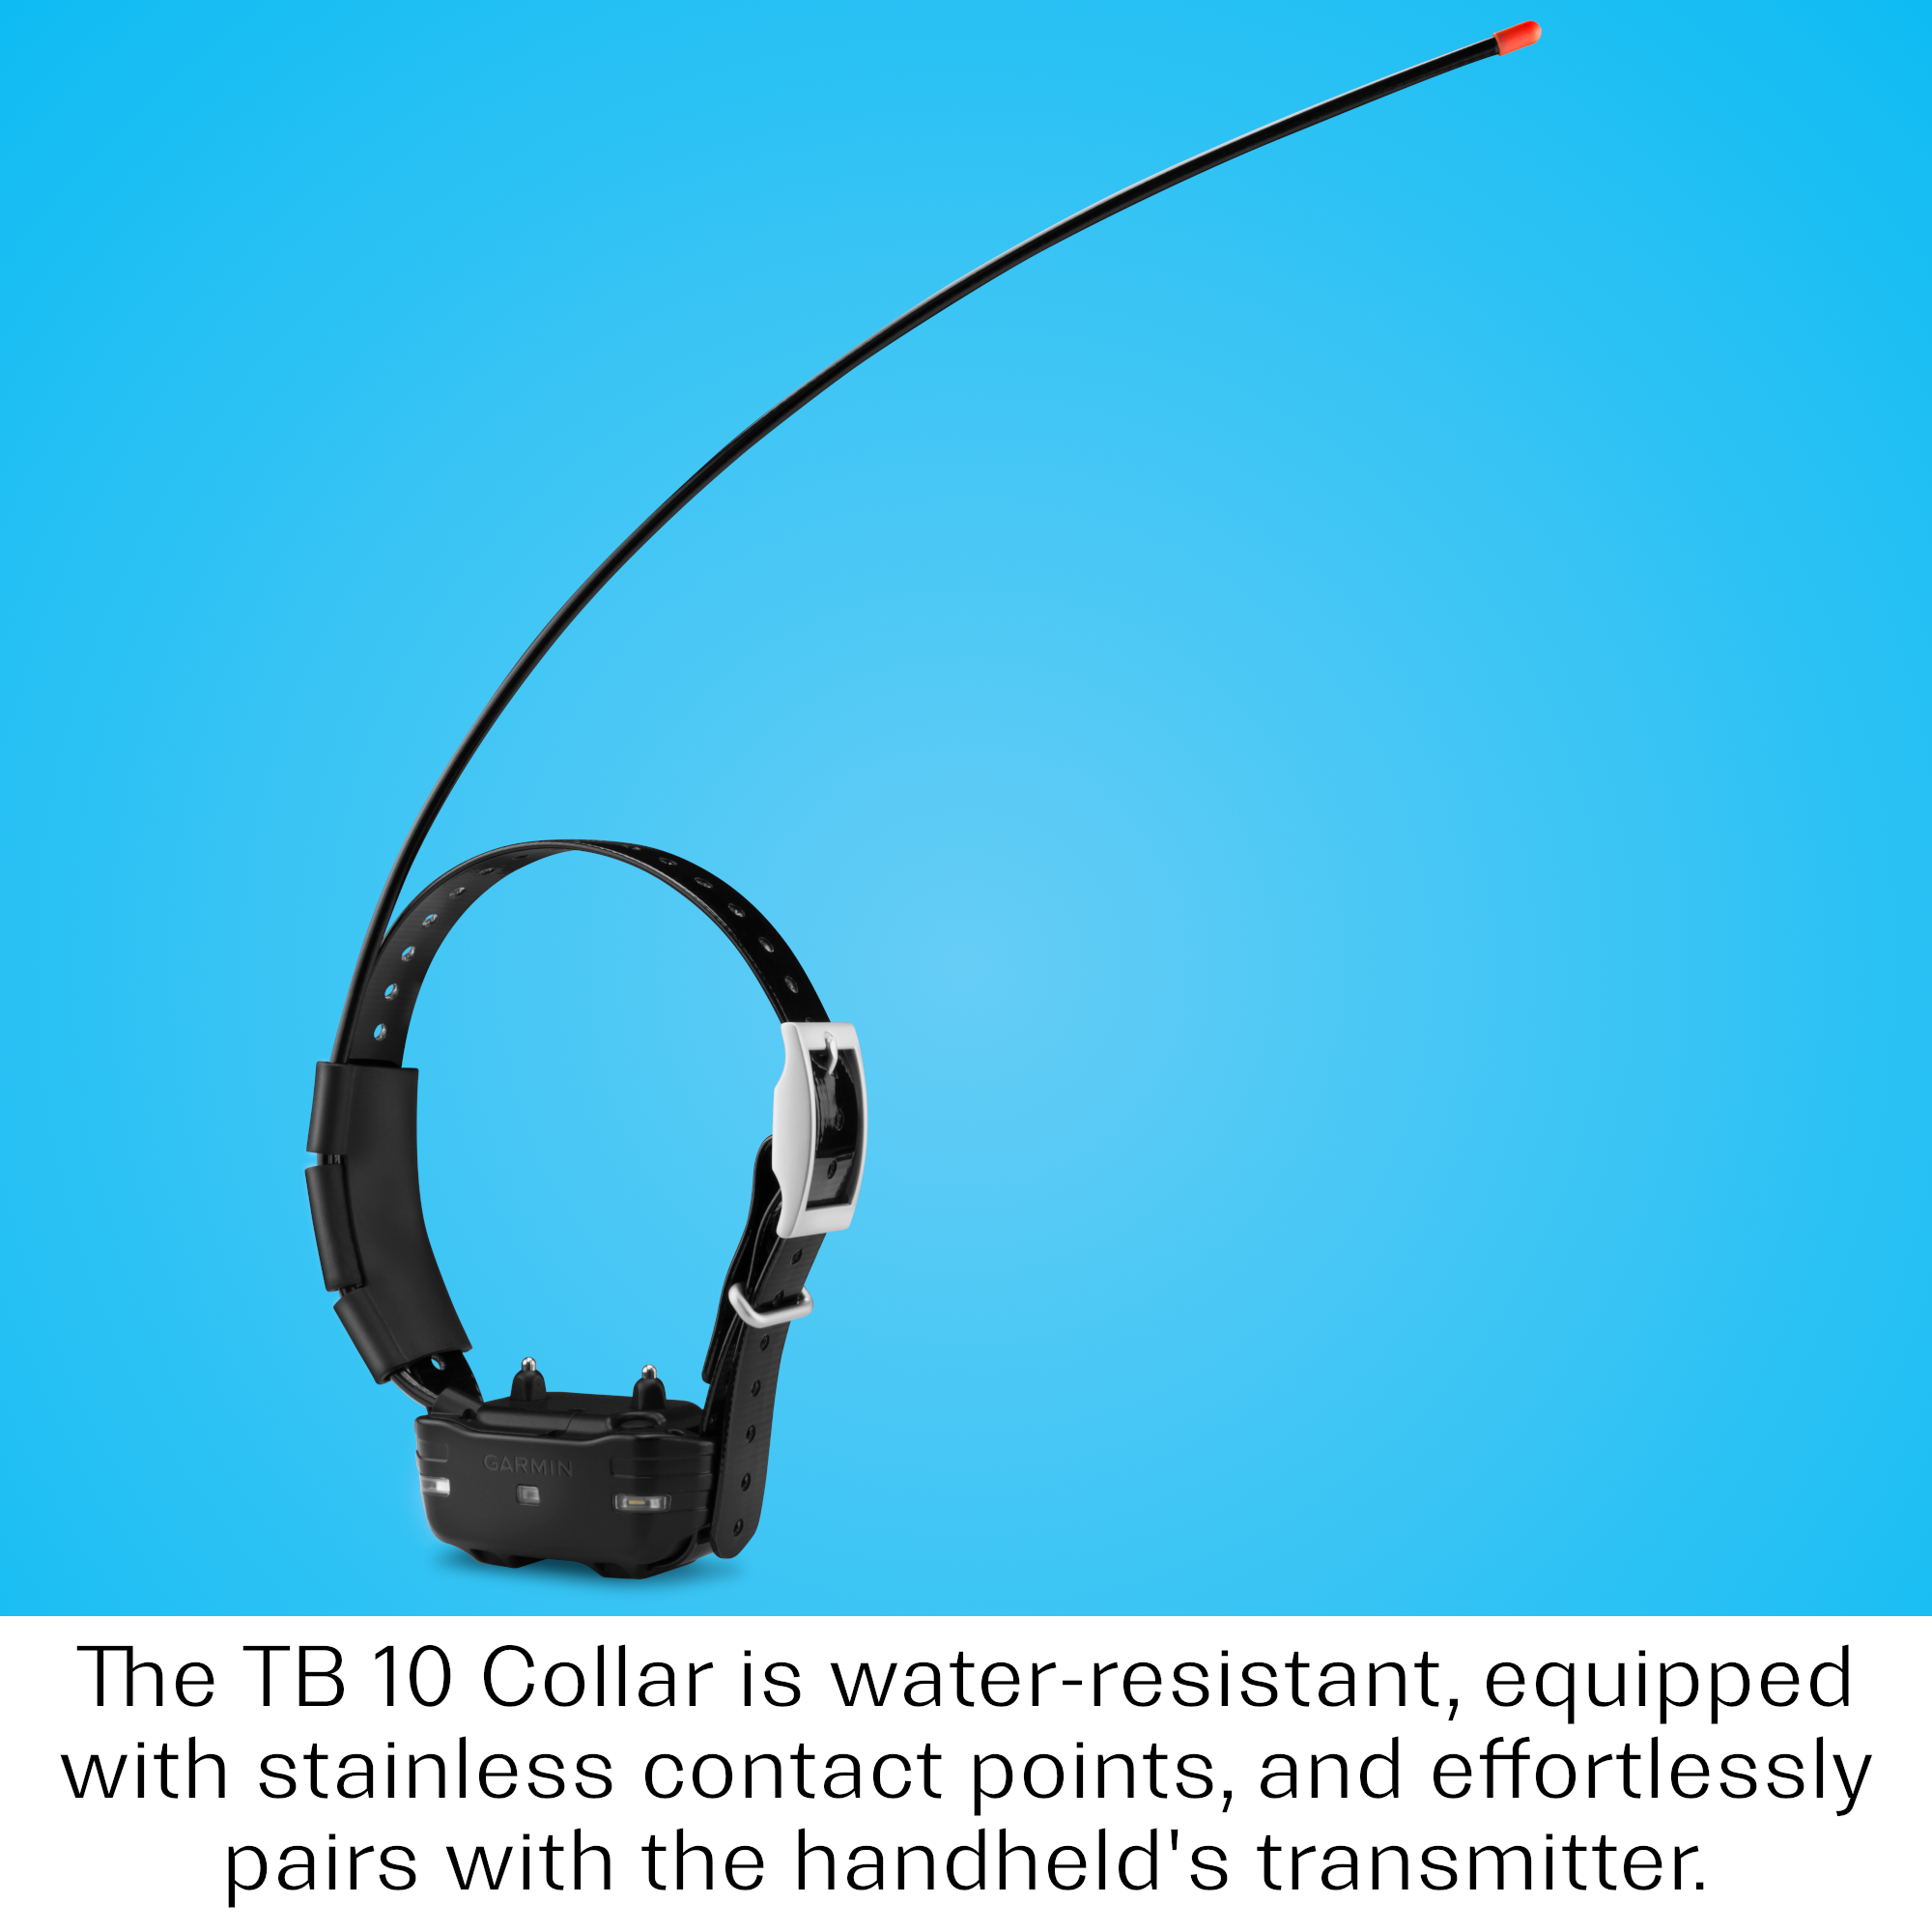 GARMIN
The TB 10 Collar is water-resistant, equipped
with stainless contact points, and effortlessly
pairs with the handheld's transmitter.